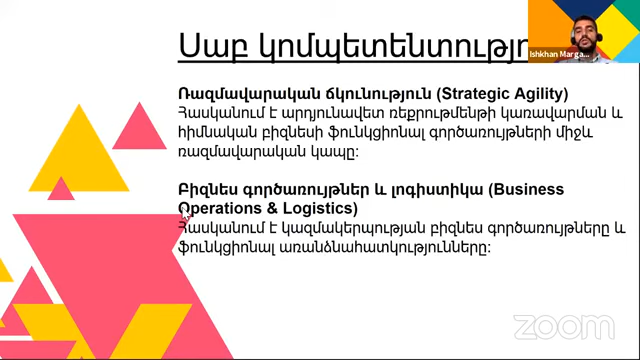 Սաբ կոմպետենտությո
Ishkhan Marga...
Ռազմավարական ճկունություն (Strategic Agility)
Հասկանում է արդյունավետ ռեքրութմենթի կառավարման և
հիմնական բիզնեսի ֆունկցիոնալ գործառույթների միջև
ռազմավարական կապը:
Բիզնես գործառույթներ և լոգիստիկա (Business
Operations & Logistics)
Հասկանում է կազմակերպության բիզնես գործառույթները և
ֆունկցիոնալ առանձնահատկությունները:
zoom